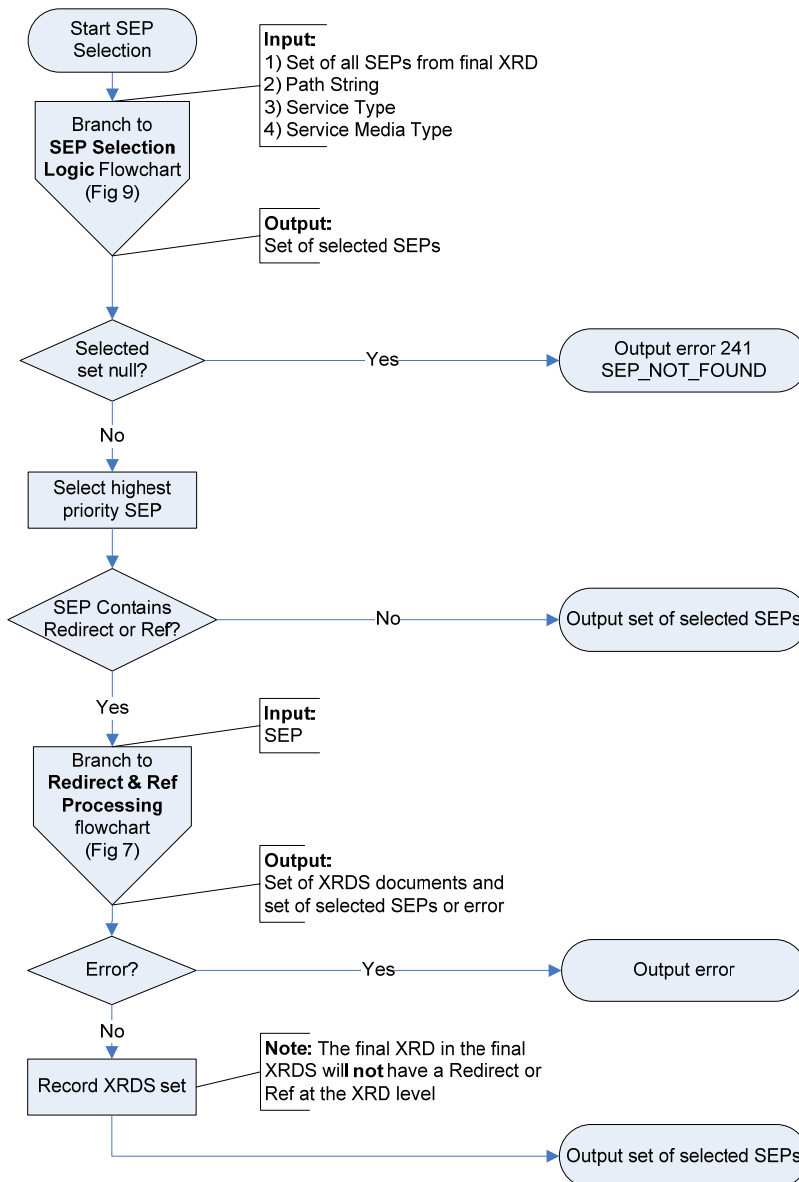 Start SEP
Selection
Input:
1) Set of all SEPs from final XRD
2) Path String
3) Service Type
4) Service Media Type
Branch to
SEP Selection
Logic Flowchart
(Fig 9)
Output:
Set of selected SEPs
Selected
set null?
Yes
Output error 241
SEP_NOT_FOUND
No
Select highest
priority SEP
SEP Contains
Redirect or Ref?
No
Output set of selected SEPs
Yes
Input:
SEP
Branch to
Redirect & Ref
Processing
flowchart
(Fig 7)
Output:
Set of XRDS documents and
set of selected SEPs or error
Error?
Yes
Output error
No
Record XRDS set
Note: The final XRD in the final
XRDS will not have a Redirect or
Ref at the XRD level
Output set of selected SEPs